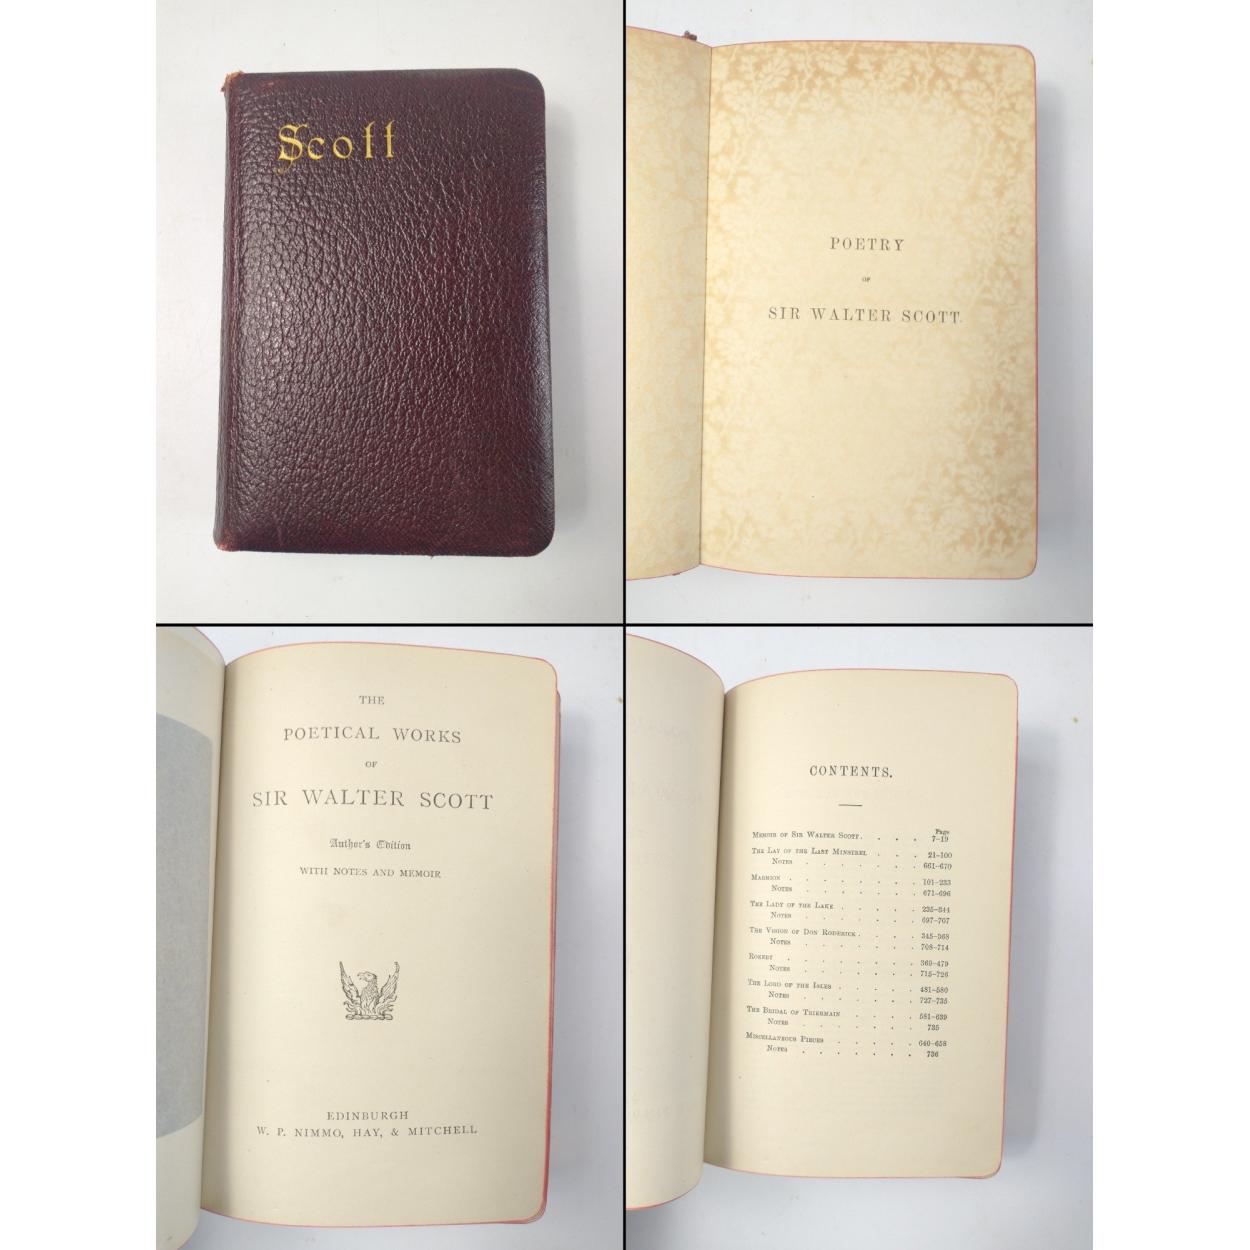 Scott
POETRY
OF
SIR WALTER SCOTT.
THE
POETICAL WORKS
OF
SIR WALTER SCOTT
Author's Edition
WITH NOTES AND MEMOIR
EDINBURGH
W. P. NIMMO, HAY, & MITCHELL
CONTENTS.
Page
MEMOIR OF SIR WALTER SCOTT . . . . 7–19
THE LAY OF THE LAST MINSTREL . . . 21–100
NOTES . . . . . . . 661–670
MARMION . . . . . . . . 101–233
NOTES . . . . . . . 671–696
THE LADY OF THE LAKE . . . . . 235–344
NOTES . . . . . . . 697–707
THE VISION OF DON RODERICK . . . . 345–368
NOTES . . . . . . . 708–714
ROKEBY . . . . . . . . 369–479
NOTES . . . . . . . 715–726
THE LORD OF THE ISLES . . . . . 481–580
NOTES . . . . . . . 727–735
THE BRIDAL OF TRIERMAIN . . . . 581–639
NOTES . . . . . . . 735
MISCELLANEOUS PIECES . . . . . 640–658
NOTES . . . . . . . 736